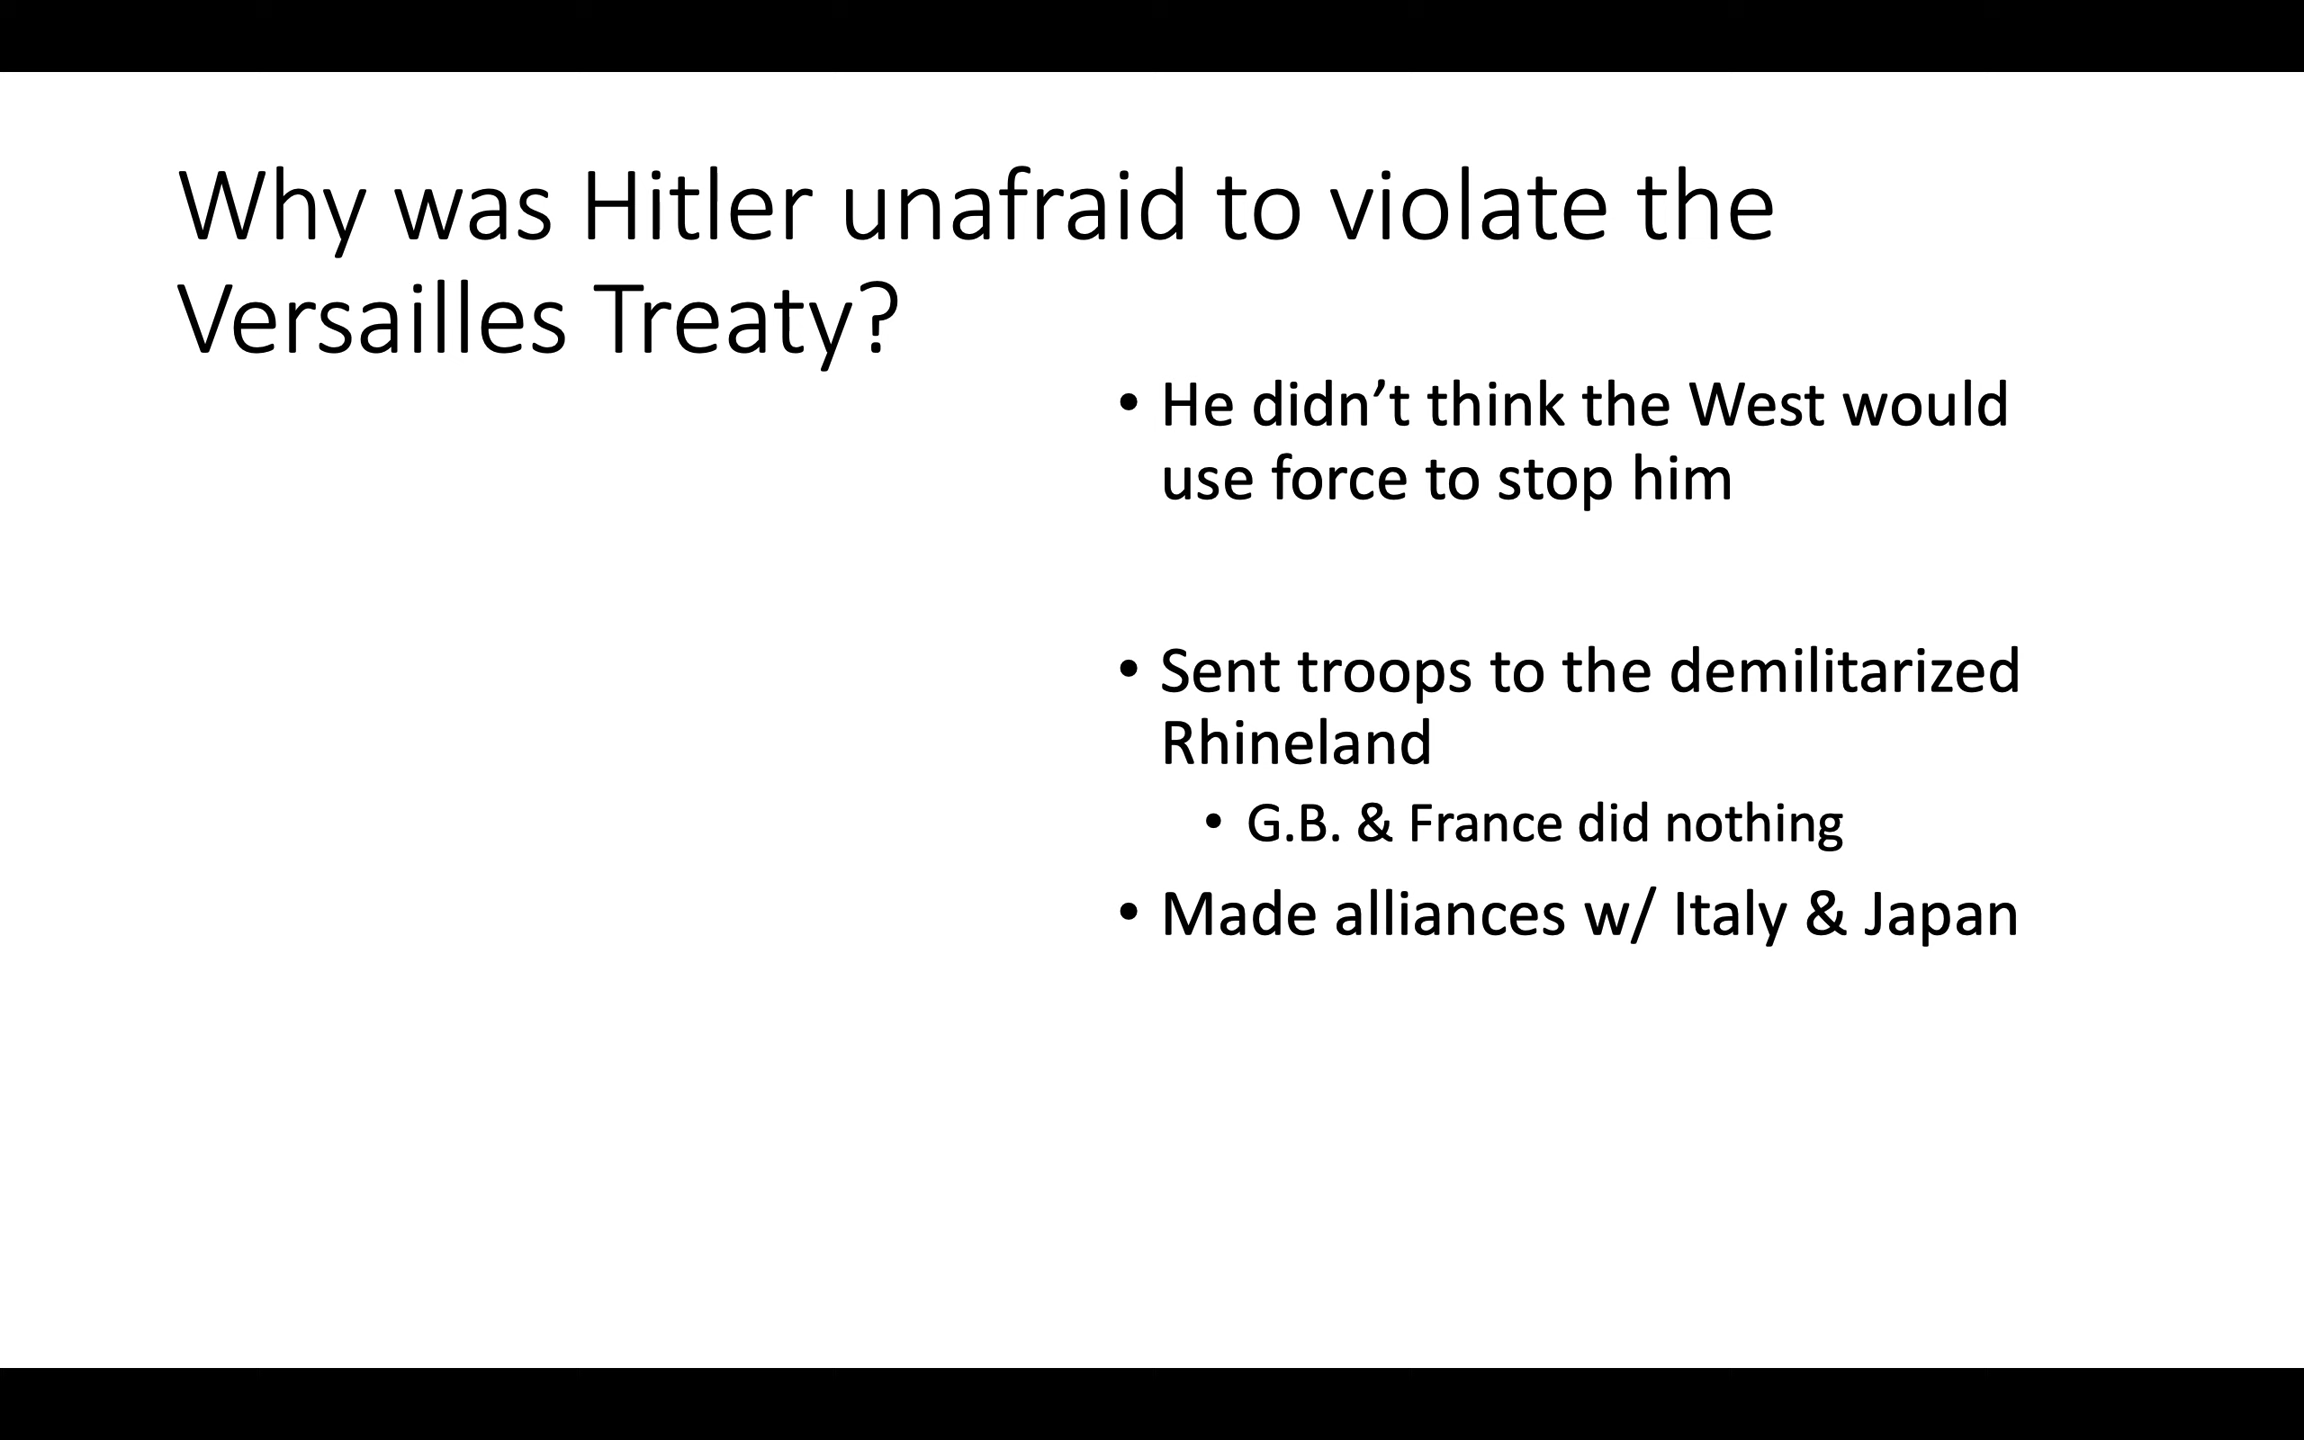 Why was Hitler unafraid to violate the
Versailles Treaty?
• He didn’t think the West would
use force to stop him
• Sent troops to the demilitarized
Rhineland
• G.B. & France did nothing
• Made alliances w/ Italy & Japan